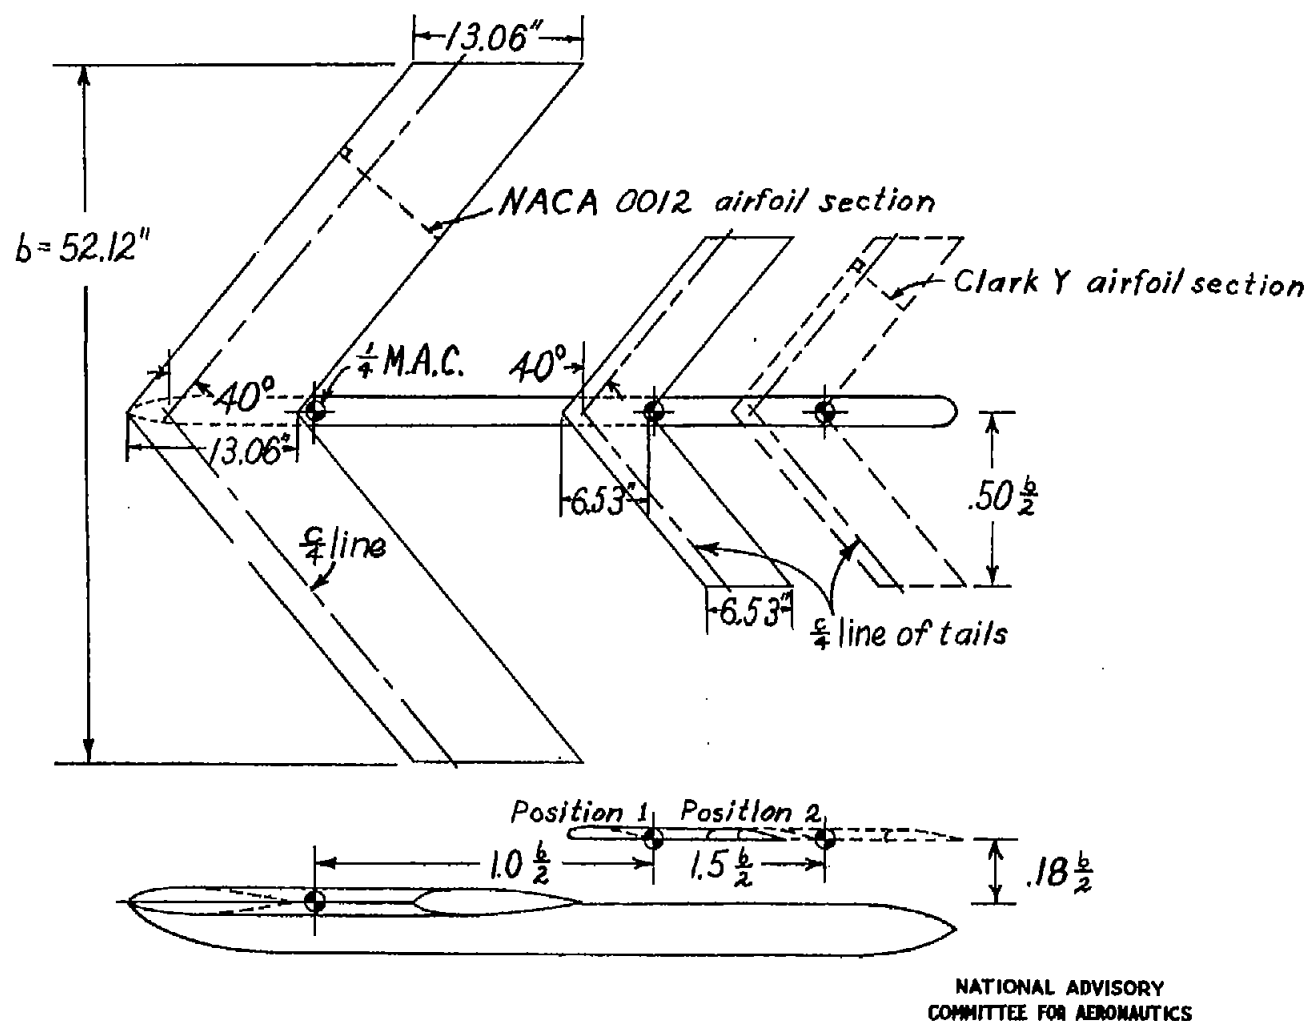 13.06"
NACA 0012 airfoil section
b = 52.12"
Clark Y airfoil section
1/4 M.A.C.
40°
40°
13.06"
6.53"
.50 b/2
c/4 line
6.53"
c/4 line of tails
Position 1 Position 2
1.0 b/2
1.5 b/2
.18 b/2
NATIONAL ADVISORY
COMMITTEE FOR AERONAUTICS